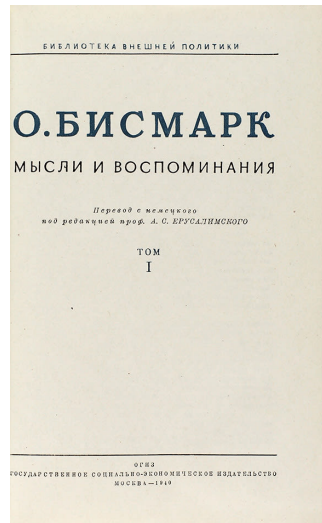 БИБЛИОТЕКА ВНЕШНЕЙ ПОЛИТИКИ
О.БИСМАРК
МЫСЛИ И ВОСПОМИНАНИЯ
Перевод с немецкого
под редакцией проф. А. С. ЕРУСАЛИМСКОГО
ТОМ
I
ОГИЗ
ГОСУДАРСТВЕННОЕ СОЦИАЛЬНО-ЭКОНОМИЧЕСКОЕ ИЗДАТЕЛЬСТВО
МОСКВА—1940